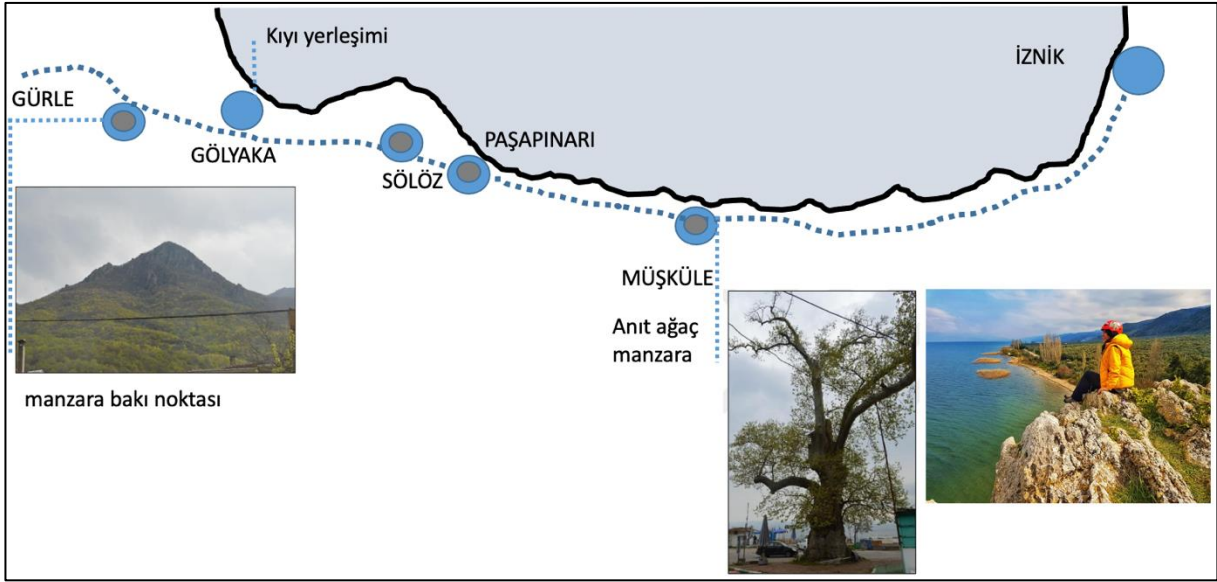 Kıyı yerleşimi
İZNİK
GÜRLE
GÖLYAKA
PAŞAPINARI
SÖLÖZ
MÜŞKÜLE
Anıt ağaç
manzara
manzara bakı noktası